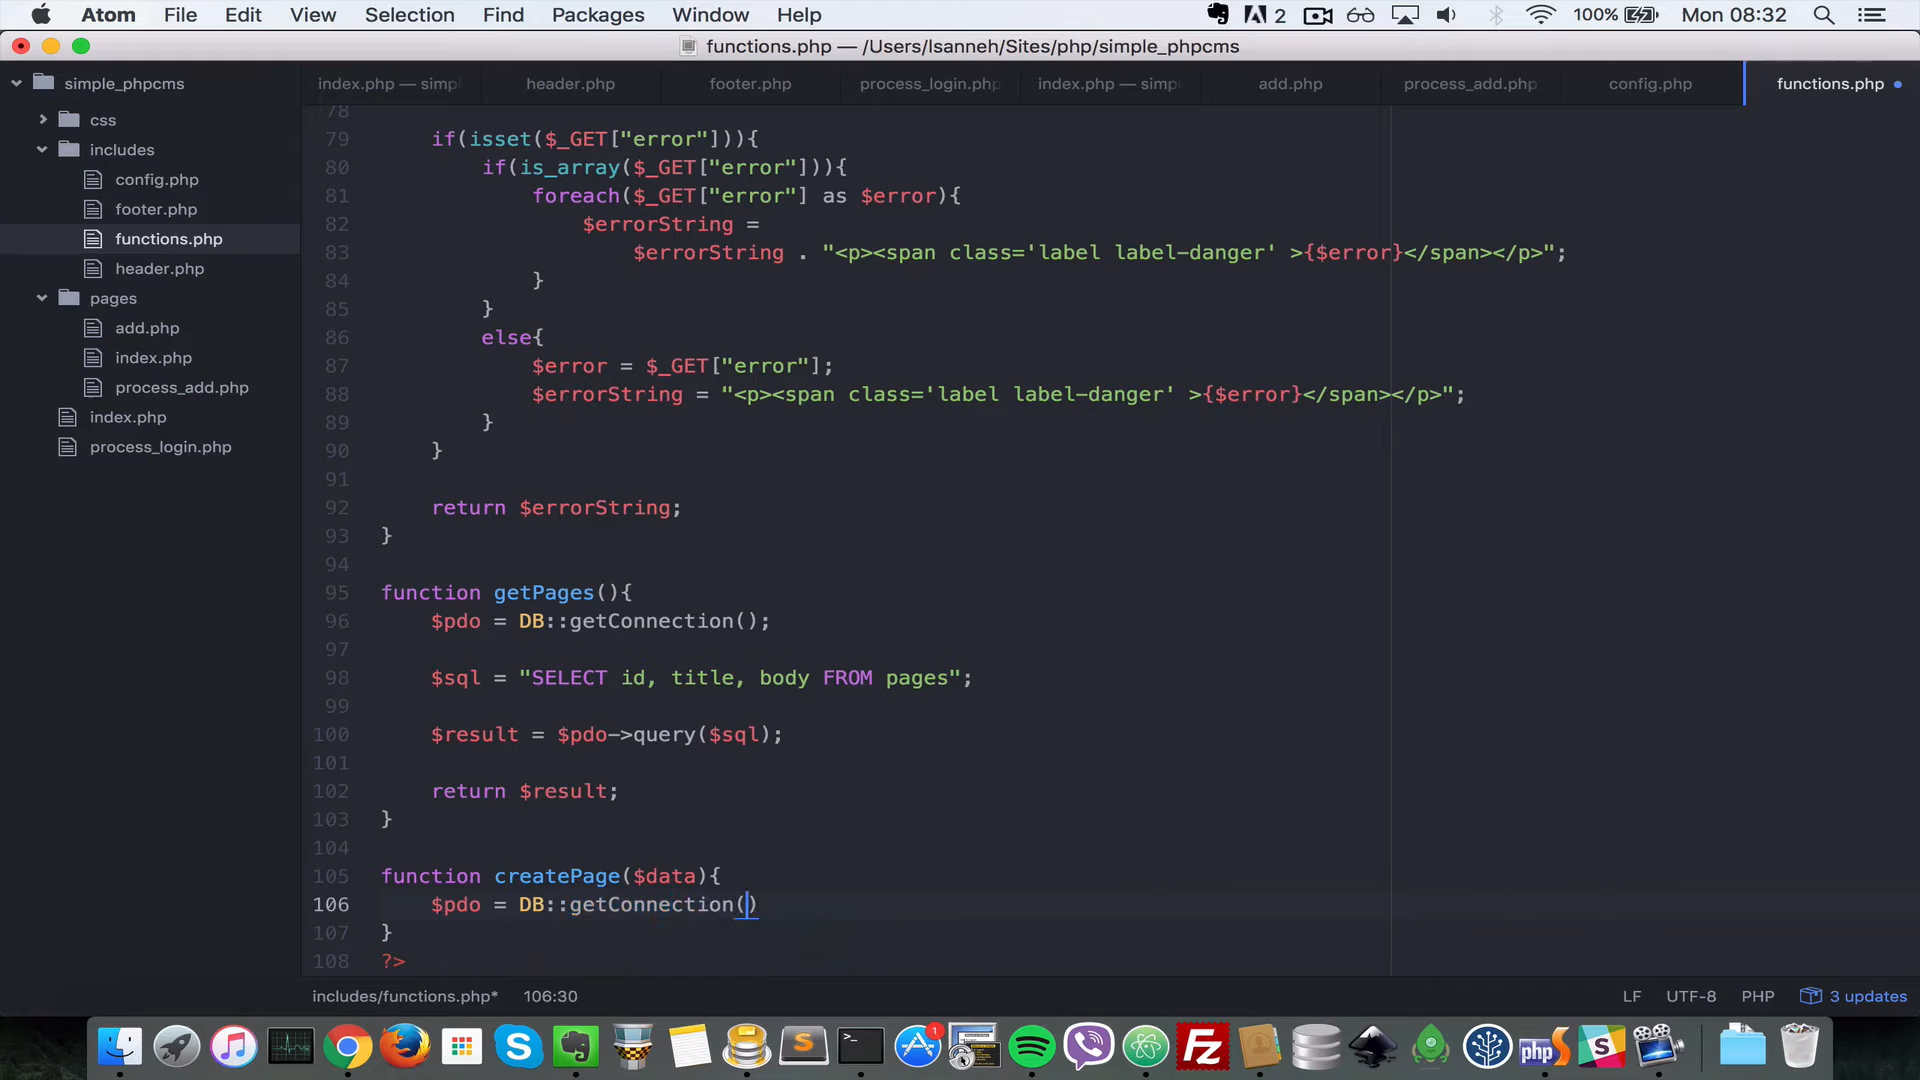 Atom File Edit View Selection Find Packages Window Help 2 100% Mon 08:32
functions.php — /Users/lsanneh/Sites/php/simple_phpcms
simple_phpcms
css
includes
config.php
footer.php
functions.php
header.php
pages
add.php
index.php
process_add.php
index.php
process_login.php
index.php — simpl header.php footer.php process_login.php index.php — simpl add.php process_add.php config.php functions.php
78
79 if(isset($_GET["error"])){
80 if(is_array($_GET["error"])){
81 foreach($_GET["error"] as $error){
82 $errorString =
83 $errorString . "<p><span class='label label-danger' >{$error}</span></p>";
84 }
85 }
86 else{
87 $error = $_GET["error"];
88 $errorString = "<p><span class='label label-danger' >{$error}</span></p>";
89 }
90 }
91
92 return $errorString;
93 }
94
95 function getPages(){
96 $pdo = DB::getConnection();
97
98 $sql = "SELECT id, title, body FROM pages";
99
100 $result = $pdo->query($sql);
101
102 return $result;
103 }
104
105 function createPage($data){
106 $pdo = DB::getConnection()
107 }
108 ?>
includes/functions.php* 106:30 LF UTF-8 PHP 3 updates
1
php